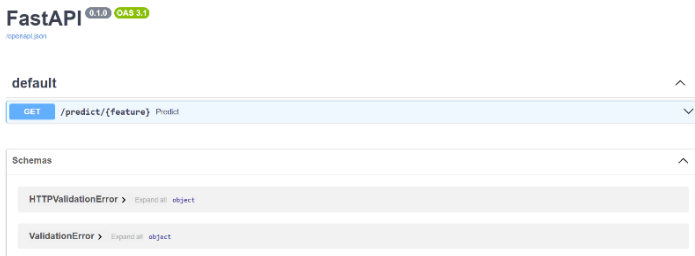 FastAPI 0.1.0 OAS 3.1
/openapi.json
default
GET /predict/{feature} Predict
Schemas
HTTPValidationError Expand all object
ValidationError Expand all object